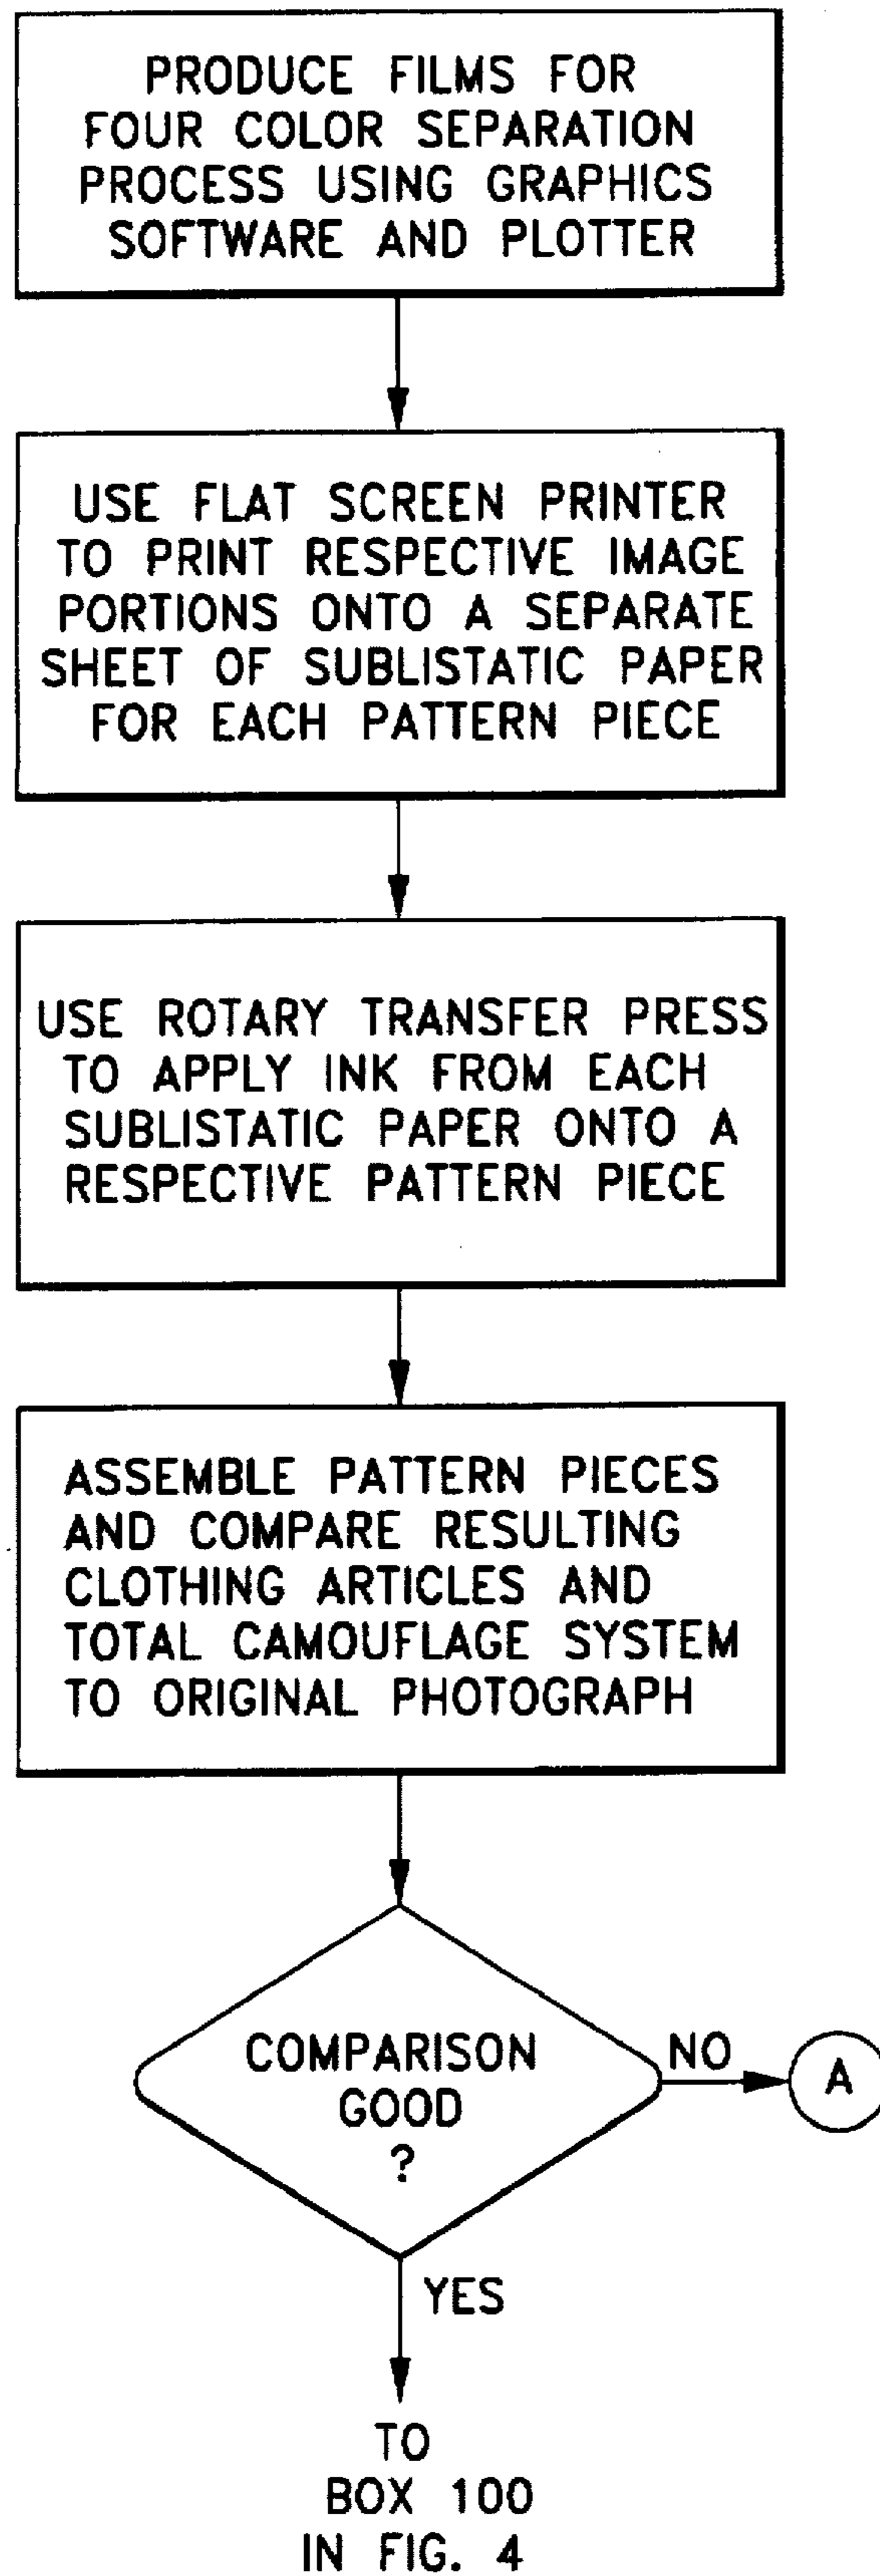 PRODUCE FILMS FOR
FOUR COLOR SEPARATION
PROCESS USING GRAPHICS
SOFTWARE AND PLOTTER
USE FLAT SCREEN PRINTER
TO PRINT RESPECTIVE IMAGE
PORTIONS ONTO A SEPARATE
SHEET OF SUBLISTATIC PAPER
FOR EACH PATTERN PIECE
USE ROTARY TRANSFER PRESS
TO APPLY INK FROM EACH
SUBLISTATIC PAPER ONTO A
RESPECTIVE PATTERN PIECE
ASSEMBLE PATTERN PIECES
AND COMPARE RESULTING
CLOTHING ARTICLES AND
TOTAL CAMOUFLAGE SYSTEM
TO ORIGINAL PHOTOGRAPH
COMPARISON
GOOD
?
NO
A
YES
TO
BOX 100
IN FIG. 4